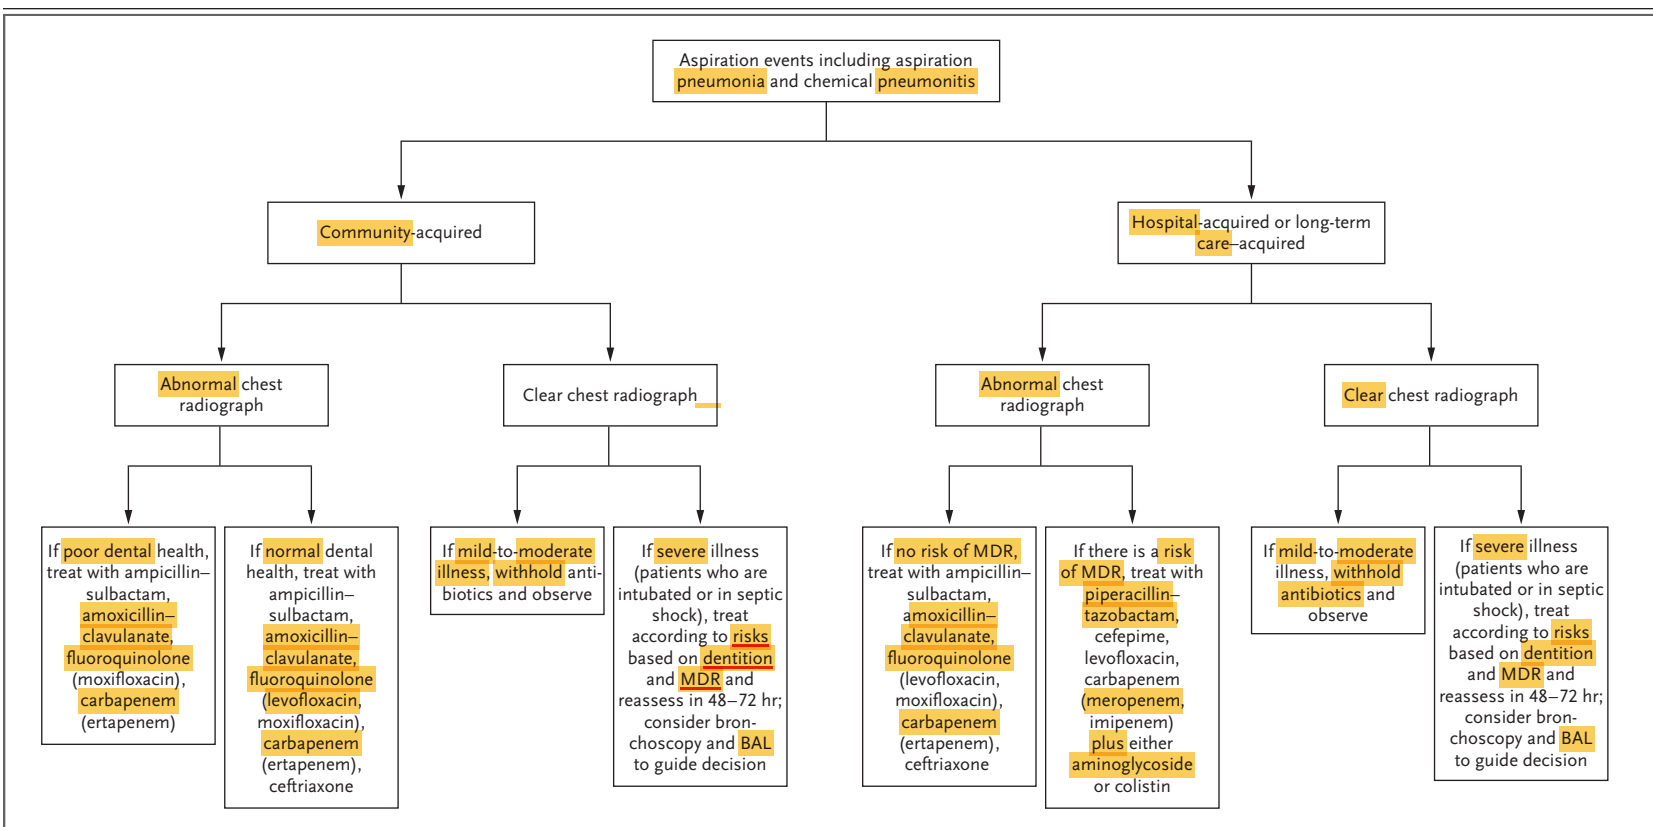 Aspiration events including aspiration
pneumonia and chemical pneumonitis
Community-acquired
Hospital-acquired or long-term
care–acquired
Abnormal chest
radiograph
Clear chest radiograph
Abnormal chest
radiograph
Clear chest radiograph
If poor dental health,
treat with ampicillin–
sulbactam,
amoxicillin–
clavulanate,
fluoroquinolone
(moxifloxacin),
carbapenem
(ertapenem)
If normal dental
health, treat with
ampicillin–
sulbactam,
amoxicillin–
clavulanate,
fluoroquinolone
(levofloxacin,
moxifloxacin),
carbapenem
(ertapenem),
ceftriaxone
If mild-to-moderate
illness, withhold anti-
biotics and observe
If severe illness
(patients who are
intubated or in septic
shock), treat
according to risks
based on dentition
and MDR and
reassess in 48–72 hr;
consider bron-
choscopy and BAL
to guide decision
If no risk of MDR,
treat with ampicillin–
sulbactam,
amoxicillin–
clavulanate,
fluoroquinolone
(levofloxacin,
moxifloxacin),
carbapenem
(ertapenem),
ceftriaxone
If there is a risk
of MDR, treat with
piperacillin–
tazobactam,
cefepime,
levofloxacin,
carbapenem
(meropenem,
imipenem)
plus either
aminoglycoside
or colistin
If mild-to-moderate
illness, withhold
antibiotics and
observe
If severe illness
(patients who are
intubated or in septic
shock), treat
according to risks
based on dentition
and MDR and
reassess in 48–72 hr;
consider bron-
choscopy and BAL
to guide decision